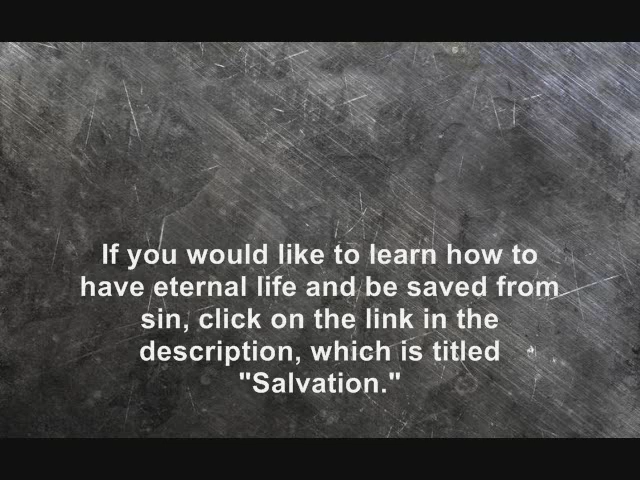 If you would like to learn how to
have eternal life and be saved from
sin, click on the link in the
description, which is titled
"Salvation."